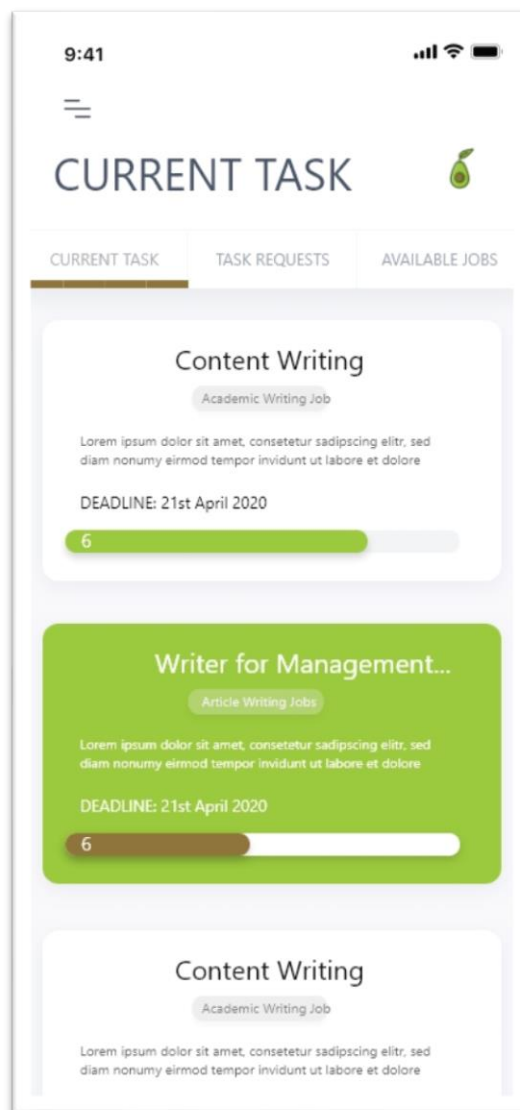 9:41
CURRENT TASK
CURRENT TASK TASK REQUESTS AVAILABLE JOBS
Content Writing
Academic Writing Job
Lorem ipsum dolor sit amet, consetetur sadipscing elitr, sed
diam nonumy eirmod tempor invidunt ut labore et dolore
DEADLINE: 21st April 2020
6
Writer for Management...
Article Writing Jobs
Lorem ipsum dolor sit amet, consetetur sadipscing elitr, sed
diam nonumy eirmod tempor invidunt ut labore et dolore
DEADLINE: 21st April 2020
6
Content Writing
Academic Writing Job
Lorem ipsum dolor sit amet, consetetur sadipscing elitr, sed
diam nonumy eirmod tempor invidunt ut labore et dolore